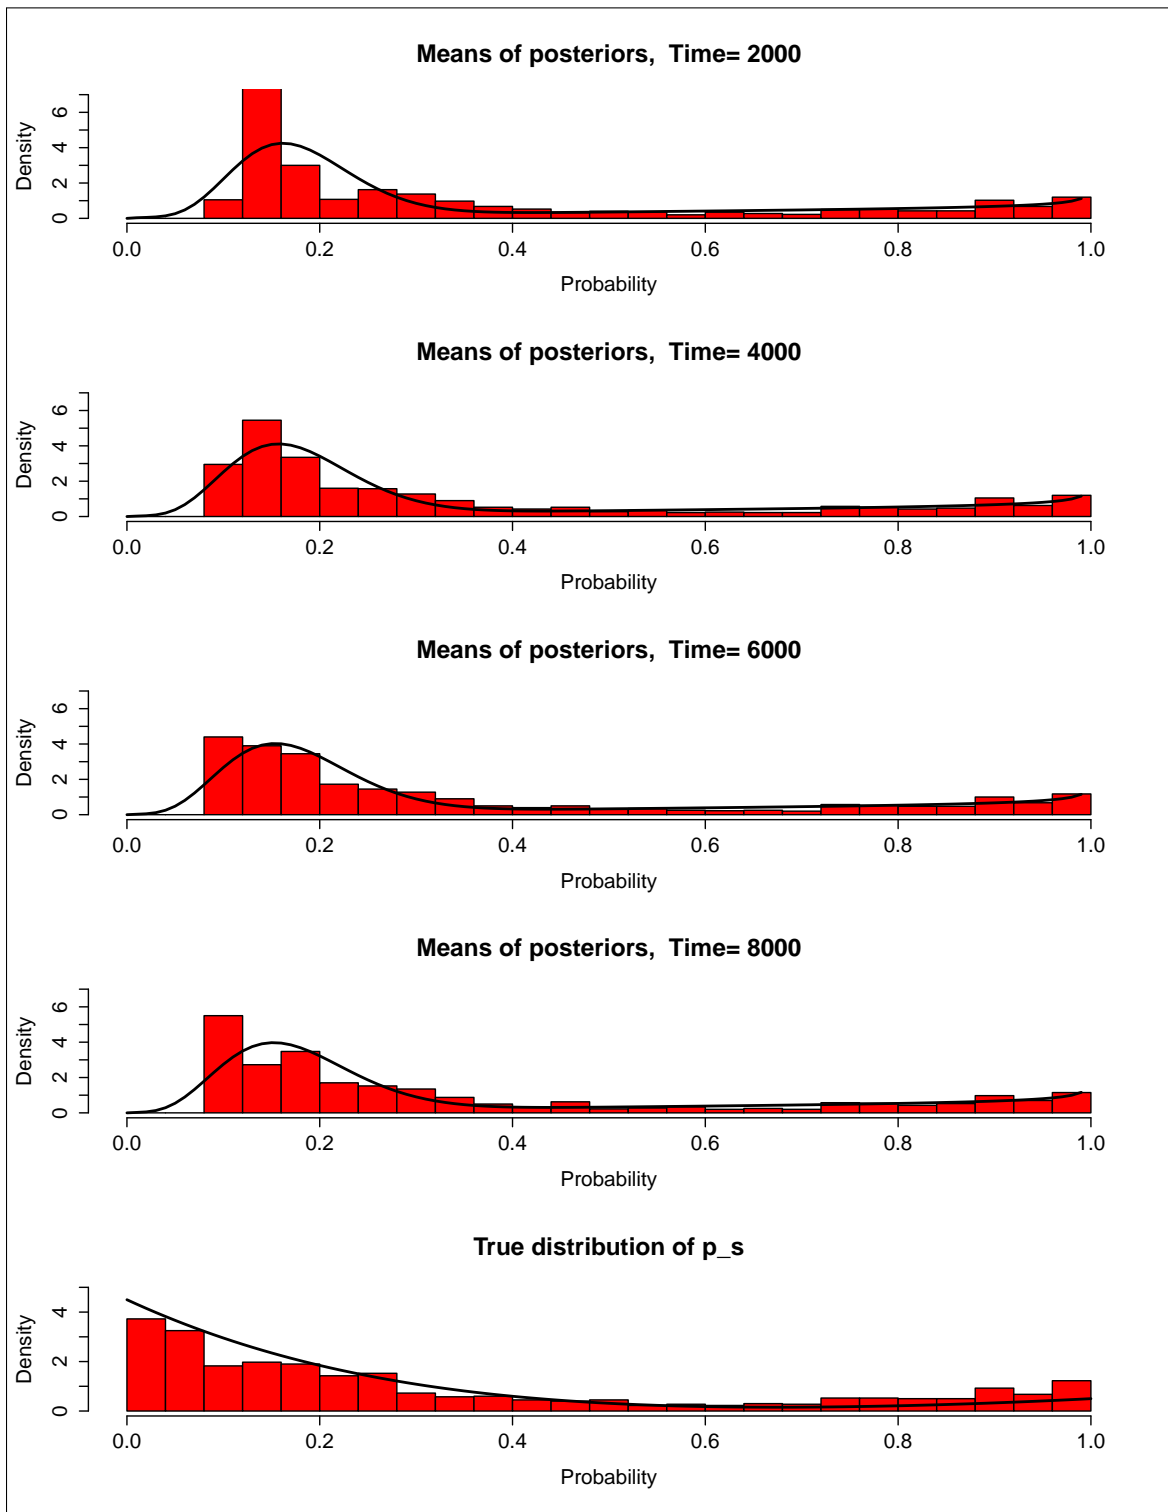 Means of posteriors,  Time= 2000
Density
0 2 4 6
0.0 0.2 0.4 0.6 0.8 1.0
Probability
Means of posteriors,  Time= 4000
Density
0 2 4 6
0.0 0.2 0.4 0.6 0.8 1.0
Probability
Means of posteriors,  Time= 6000
Density
0 2 4 6
0.0 0.2 0.4 0.6 0.8 1.0
Probability
Means of posteriors,  Time= 8000
Density
0 2 4 6
0.0 0.2 0.4 0.6 0.8 1.0
Probability
True distribution of p_s
Density
0 2 4
0.0 0.2 0.4 0.6 0.8 1.0
Probability